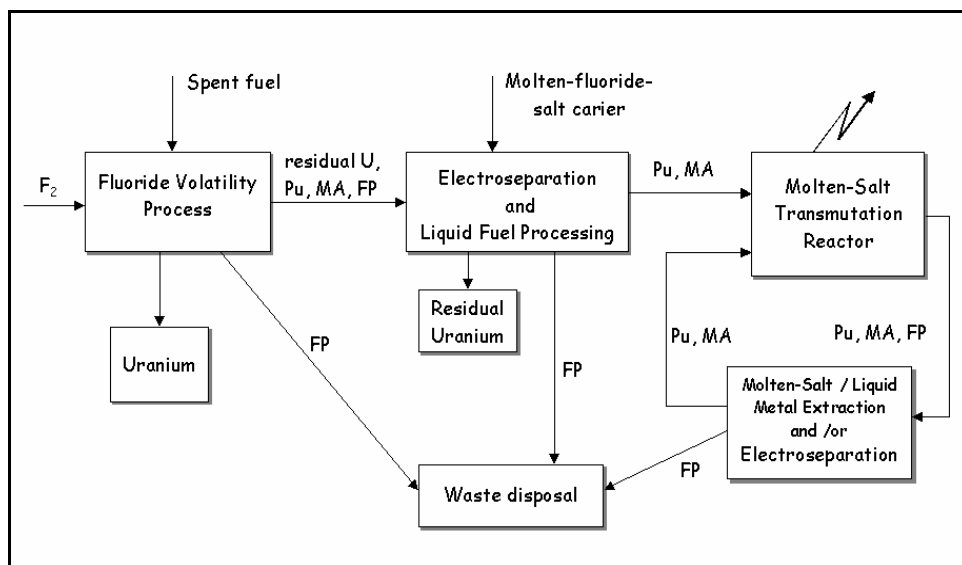 Spent fuel
Molten-fluoride-
salt carier
F2
Fluoride Volatility
Process
residual U,
Pu, MA, FP
Electroseparation
and
Liquid Fuel Processing
Pu, MA
Molten-Salt
Transmutation
Reactor
Uranium
Residual
Uranium
FP
FP
Pu, MA
Pu, MA, FP
Molten-Salt / Liquid
Metal Extraction
and /or
Electroseparation
FP
Waste disposal